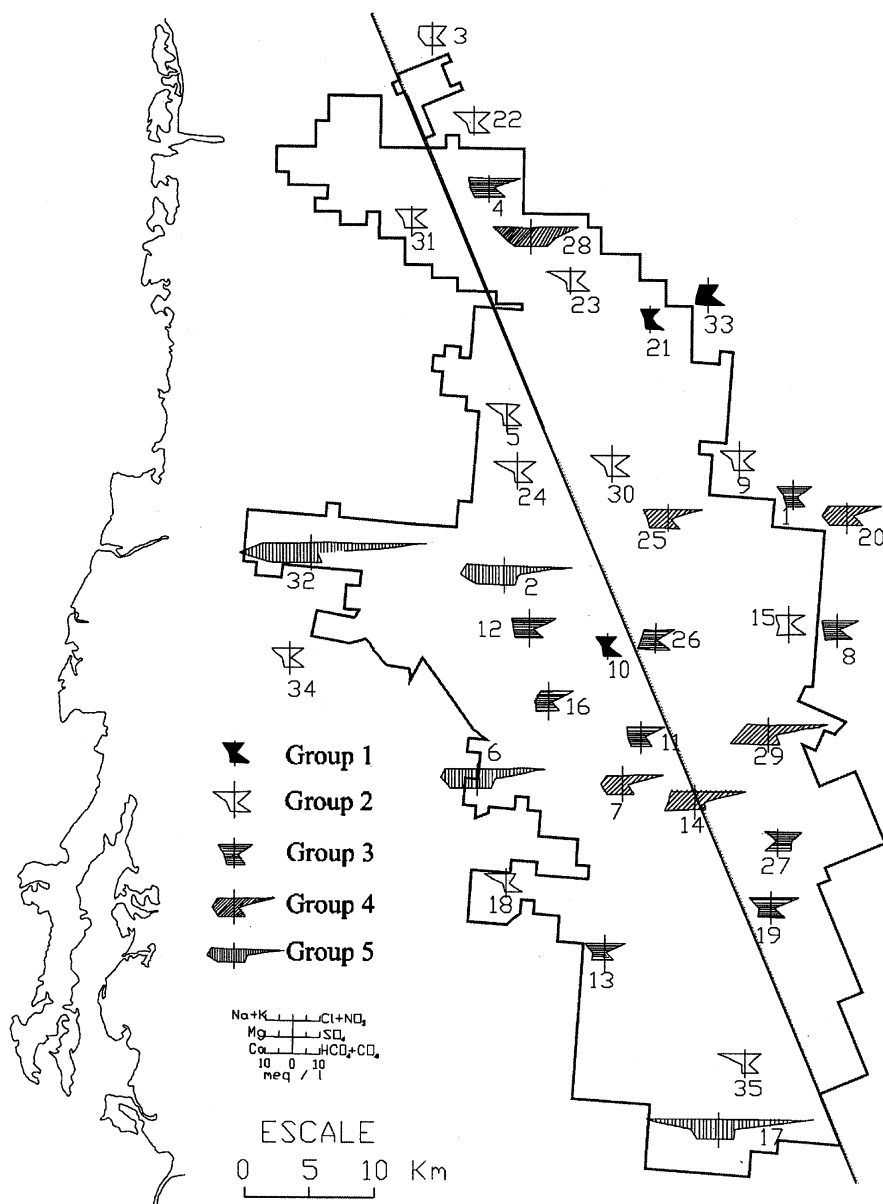 3
22
4
31
28
23
33
21
5
9
24
30
1
25
20
32
2
12
15
26
8
10
34
16
11
6
29
Group 1
7
14
Group 2
27
Group 3
18
Group 4
19
Group 5
13
Na+K Cl+NO₃
Mg SO₄
Ca HCO₃+CO₃
10 0 10
meq / l
35
ESCALE
17
0 5 10 Km